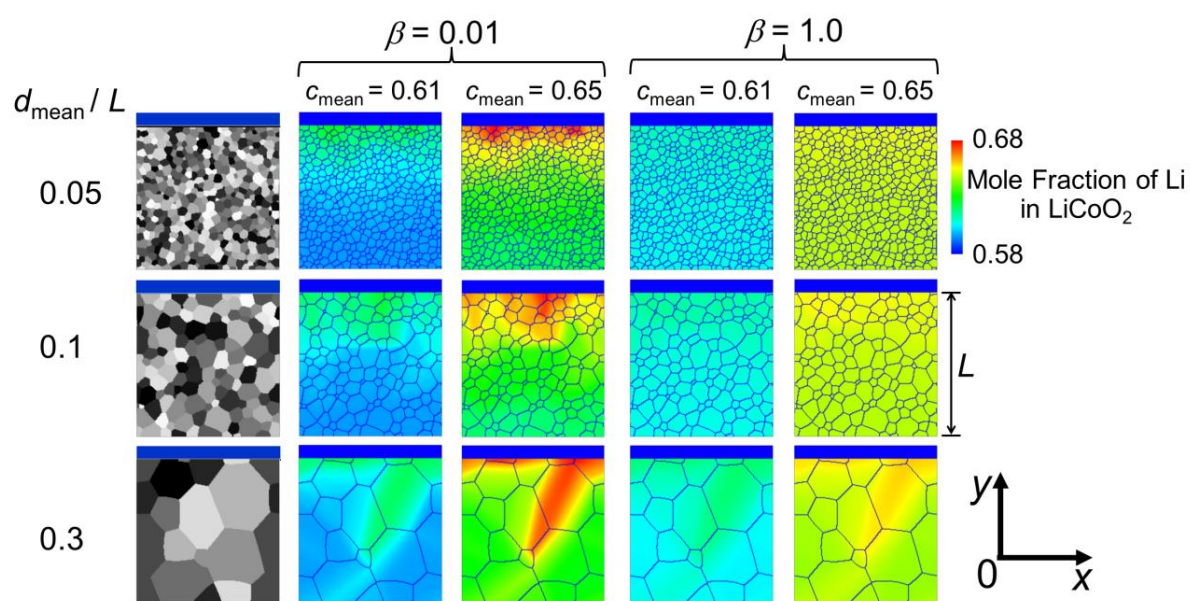 β = 0.01 β = 1.0
d_mean / L c_mean = 0.61 c_mean = 0.65 c_mean = 0.61 c_mean = 0.65
0.05
0.68
Mole Fraction of Li
in LiCoO₂
0.58
0.1
L
0.3
y
0
x